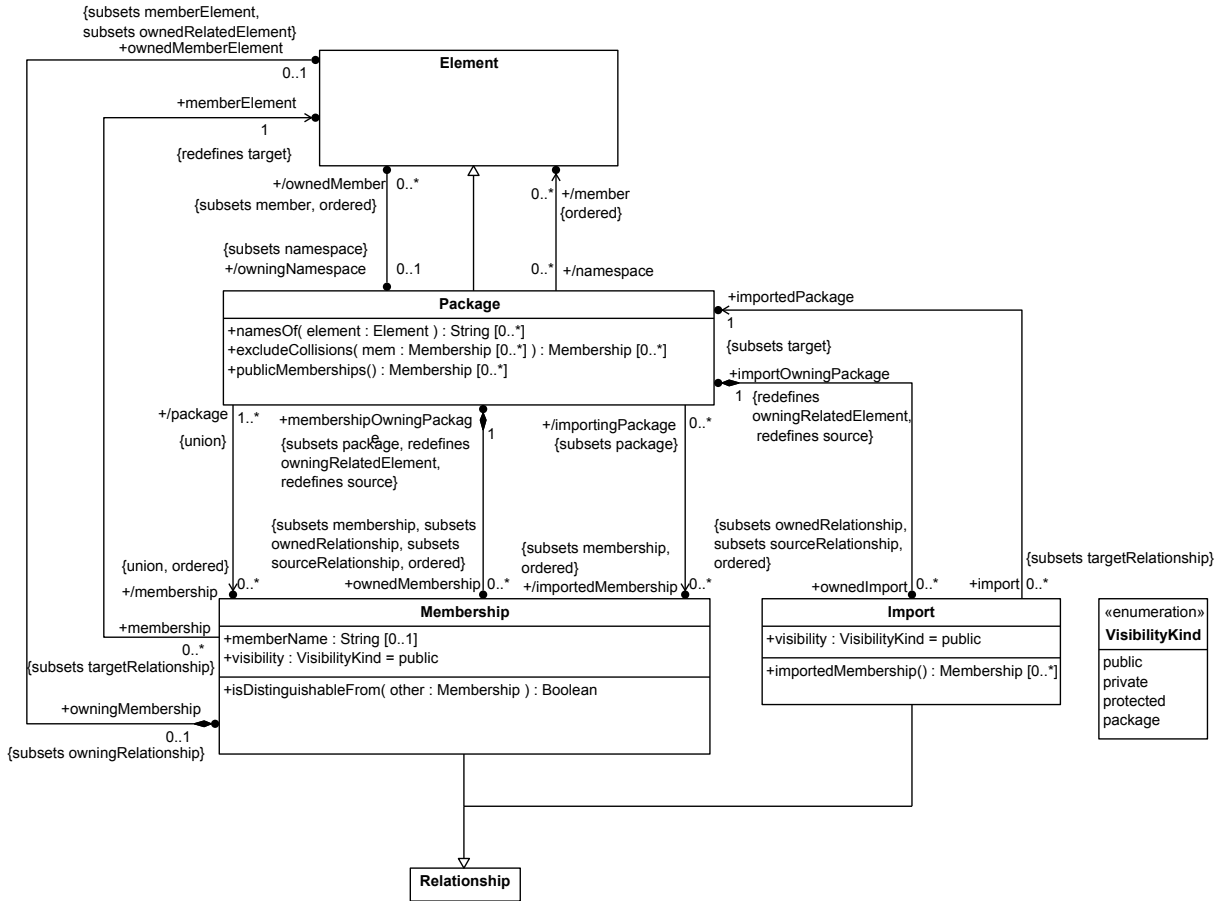 {subsets memberElement,
subsets ownedRelatedElement}
+ownedMemberElement
0..1
Element
+memberElement
1
{redefines target}
+/ownedMember
0..*
{subsets member, ordered}
0..*
+/member
{ordered}
{subsets namespace}
+/owningNamespace
0..1
0..*
+/namespace
Package
+namesOf( element : Element ) : String [0..*]
+excludeCollisions( mem : Membership [0..*] ) : Membership [0..*]
+publicMemberships() : Membership [0..*]
+importedPackage
1
{subsets target}
+importOwningPackage
1
{redefines
owningRelatedElement,
redefines source}
+/package
1..*
{union}
+membershipOwningPackag
e
1
{subsets package, redefines
owningRelatedElement,
redefines source}
+/importingPackage
0..*
{subsets package}
{union, ordered}
+/membership
0..*
{subsets membership, subsets
ownedRelationship, subsets
sourceRelationship, ordered}
+ownedMembership
0..*
{subsets membership,
ordered}
+/importedMembership
0..*
{subsets ownedRelationship,
subsets sourceRelationship,
ordered}
+ownedImport
0..*
{subsets targetRelationship}
+import
0..*
Membership
+memberName : String [0..1]
+visibility : VisibilityKind = public
+isDistinguishableFrom( other : Membership ) : Boolean
+membership
0..*
{subsets targetRelationship}
+owningMembership
0..1
{subsets owningRelationship}
Import
+visibility : VisibilityKind = public
+importedMembership() : Membership [0..*]
«enumeration»
VisibilityKind
public
private
protected
package
Relationship